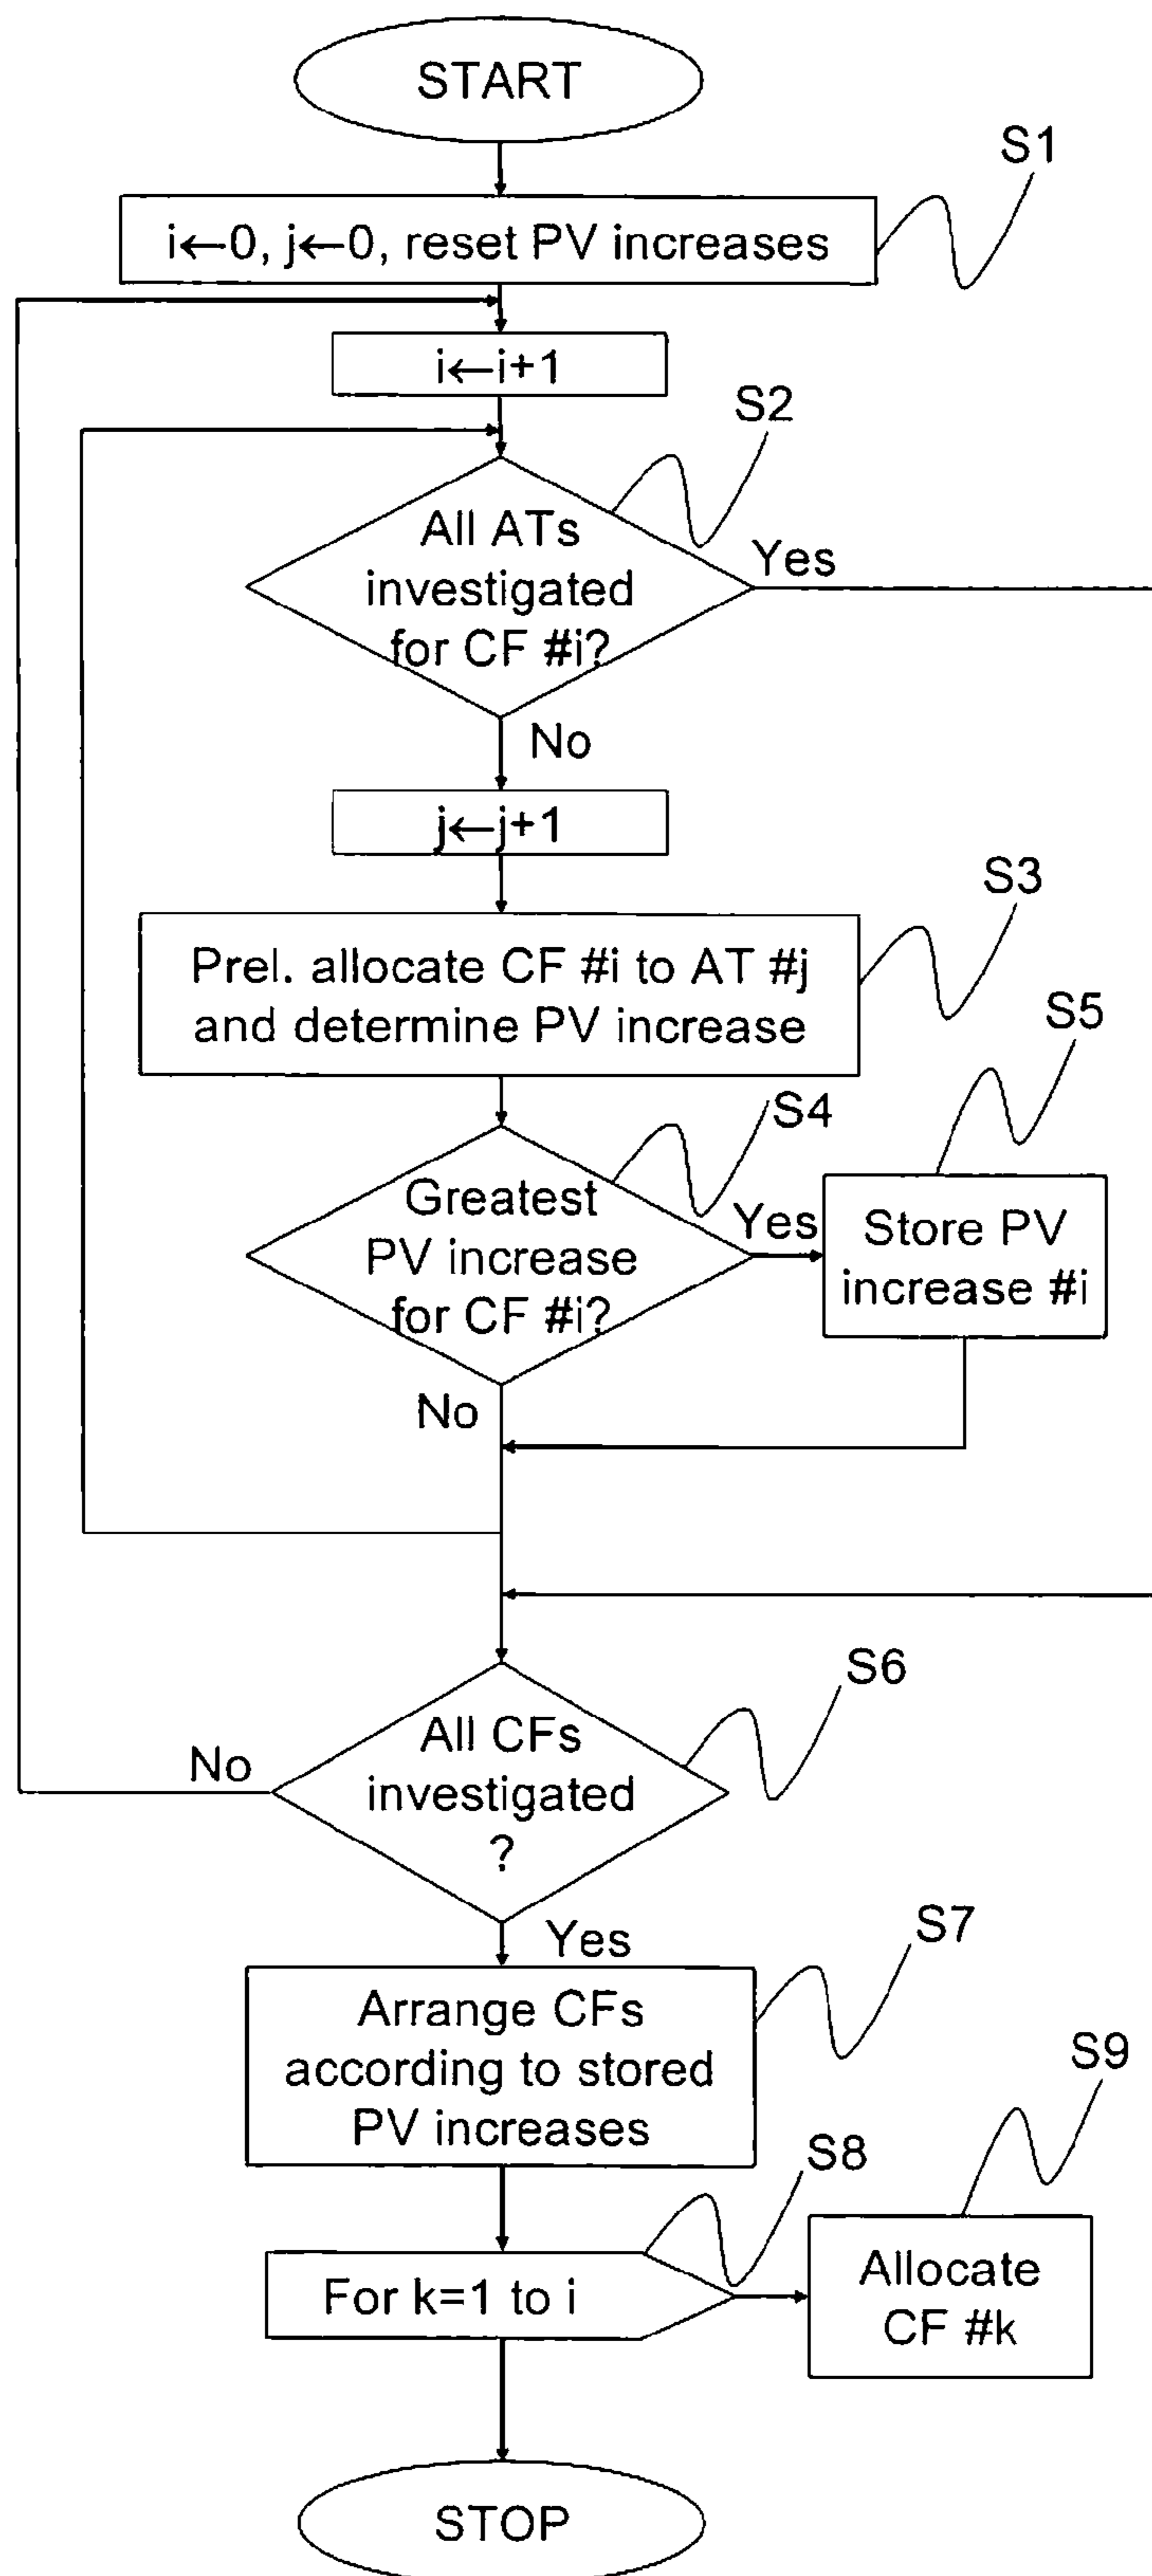 START
S1
i←0, j←0, reset PV increases
i←i+1
S2
All ATs
investigated
for CF #i?
Yes
No
j←j+1
S3
Prel. allocate CF #i to AT #j
and determine PV increase
S5
S4
Greatest
PV increase
for CF #i?
Yes
Store PV
increase #i
No
S6
All CFs
investigated
?
No
Yes
S7
Arrange CFs
according to stored
PV increases
S9
S8
For k=1 to i
Allocate
CF #k
STOP